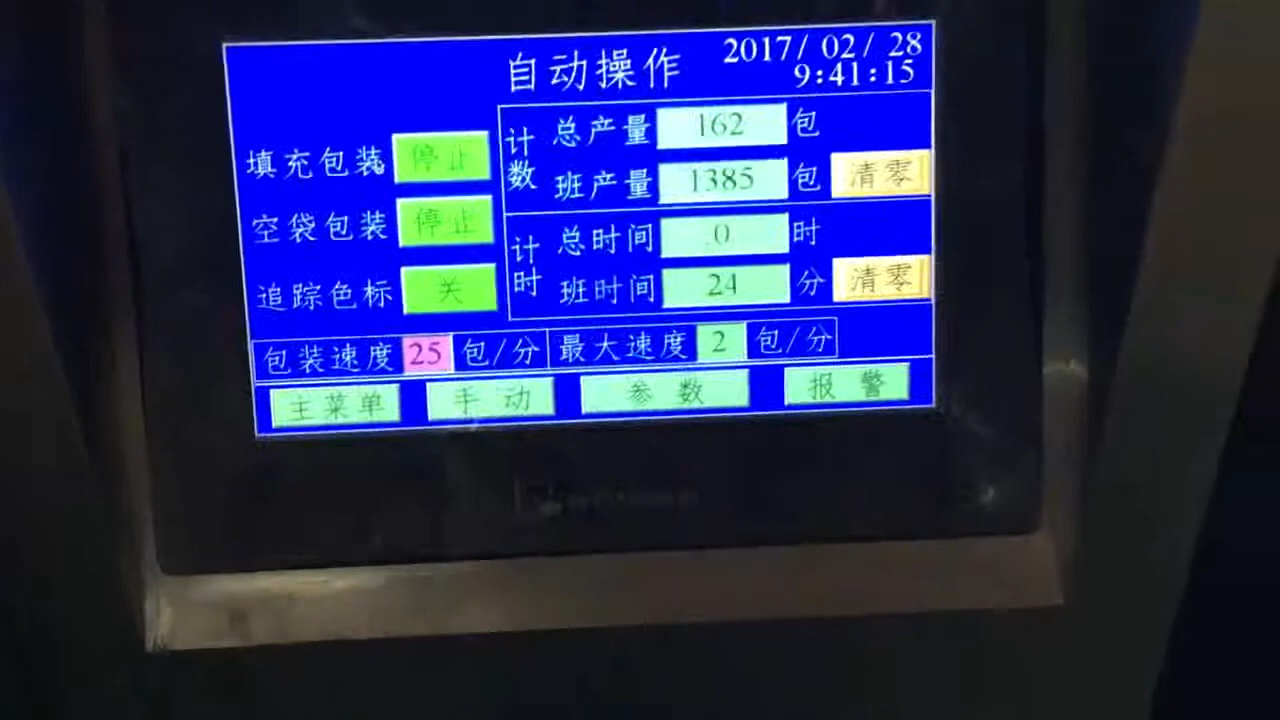 自动操作
2017/ 02/ 28
9:41:15
填充包装 停止
空袋包装 停止
追踪色标 关
计数
总产量 162 包
班产量 1385 包 清零
计时
总时间 0 时
班时间 24 分 清零
包装速度 25 包/分 最大速度 2 包/分
主菜单 手动 参数 报警